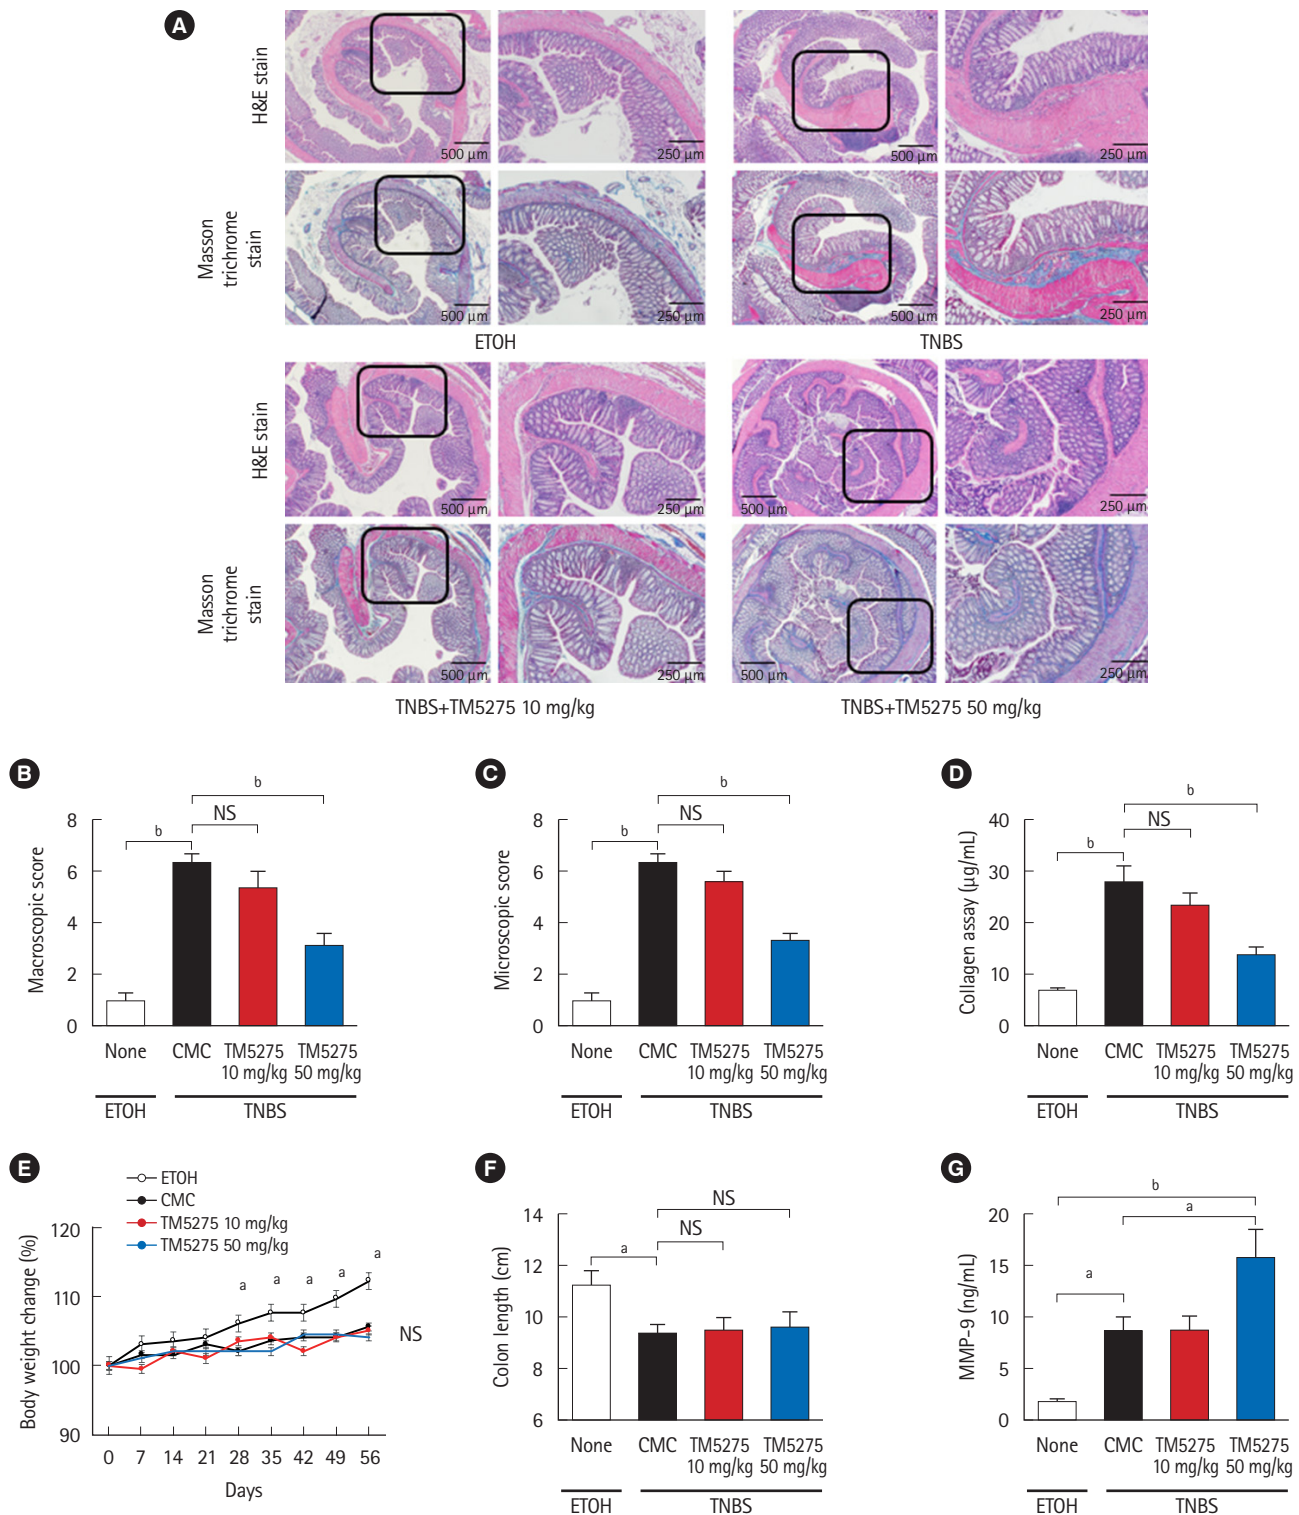 A
H&E stain
500 µm
250 µm
500 µm
250 µm
Masson
trichrome
stain
500 µm
250 µm
500 µm
250 µm
ETOH
TNBS
H&E stain
500 µm
250 µm
500 µm
250 µm
Masson
trichrome
stain
500 µm
250 µm
500 µm
250 µm
TNBS+TM5275 10 mg/kg
TNBS+TM5275 50 mg/kg
B
b
NS
b
8
6
4
2
0
Macroscopic score
None
CMC
TM5275
10 mg/kg
TM5275
50 mg/kg
ETOH
TNBS
C
b
NS
b
8
6
4
2
0
Microscopic score
None
CMC
TM5275
10 mg/kg
TM5275
50 mg/kg
ETOH
TNBS
D
b
NS
b
40
30
20
10
0
Collagen assay (µg/mL)
None
CMC
TM5275
10 mg/kg
TM5275
50 mg/kg
ETOH
TNBS
E
ETOH
CMC
TM5275 10 mg/kg
TM5275 50 mg/kg
a
a
a
a
a
NS
120
110
100
90
Body weight change (%)
0 7 14 21 28 35 42 49 56
Days
F
NS
NS
a
14
12
10
8
6
Colon length (cm)
None
CMC
TM5275
10 mg/kg
TM5275
50 mg/kg
ETOH
TNBS
G
b
a
a
20
15
10
5
0
MMP-9 (ng/mL)
None
CMC
TM5275
10 mg/kg
TM5275
50 mg/kg
ETOH
TNBS